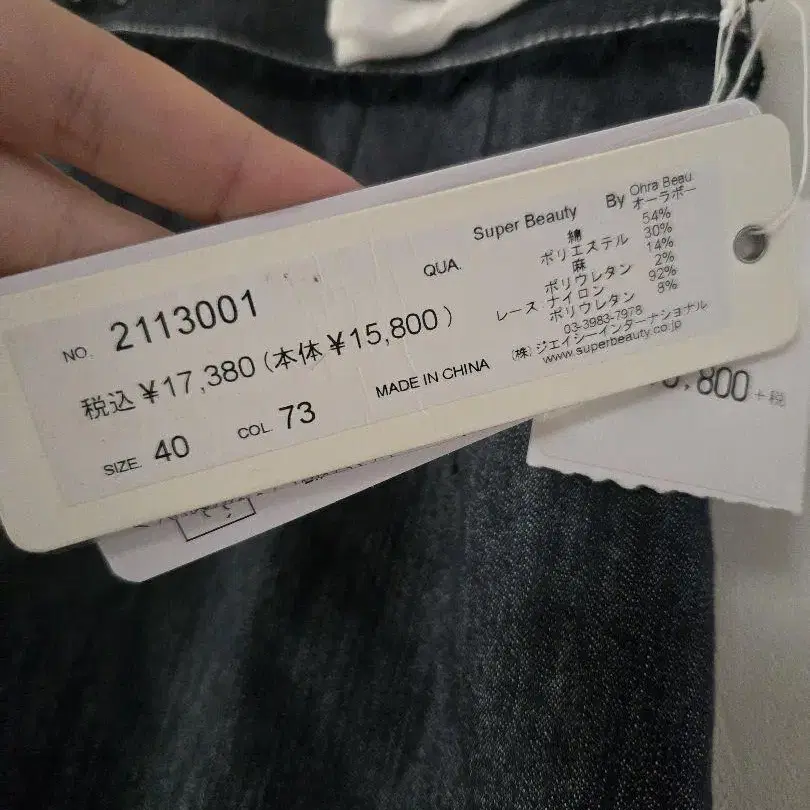 Super Beauty By Ohra Beau
オーラボー
QUA. 綿 54%
ポリエステル 30%
麻 14%
ポリウレタン 2%
レース ナイロン 92%
ポリウレタン 8%
03-3983-7978
(株)ジェイシーインターナショナル
www.superbeauty.co.jp
NO. 2113001
税込¥17,380(本体¥15,800)
SIZE. 40 COL. 73 MADE IN CHINA
,800+税